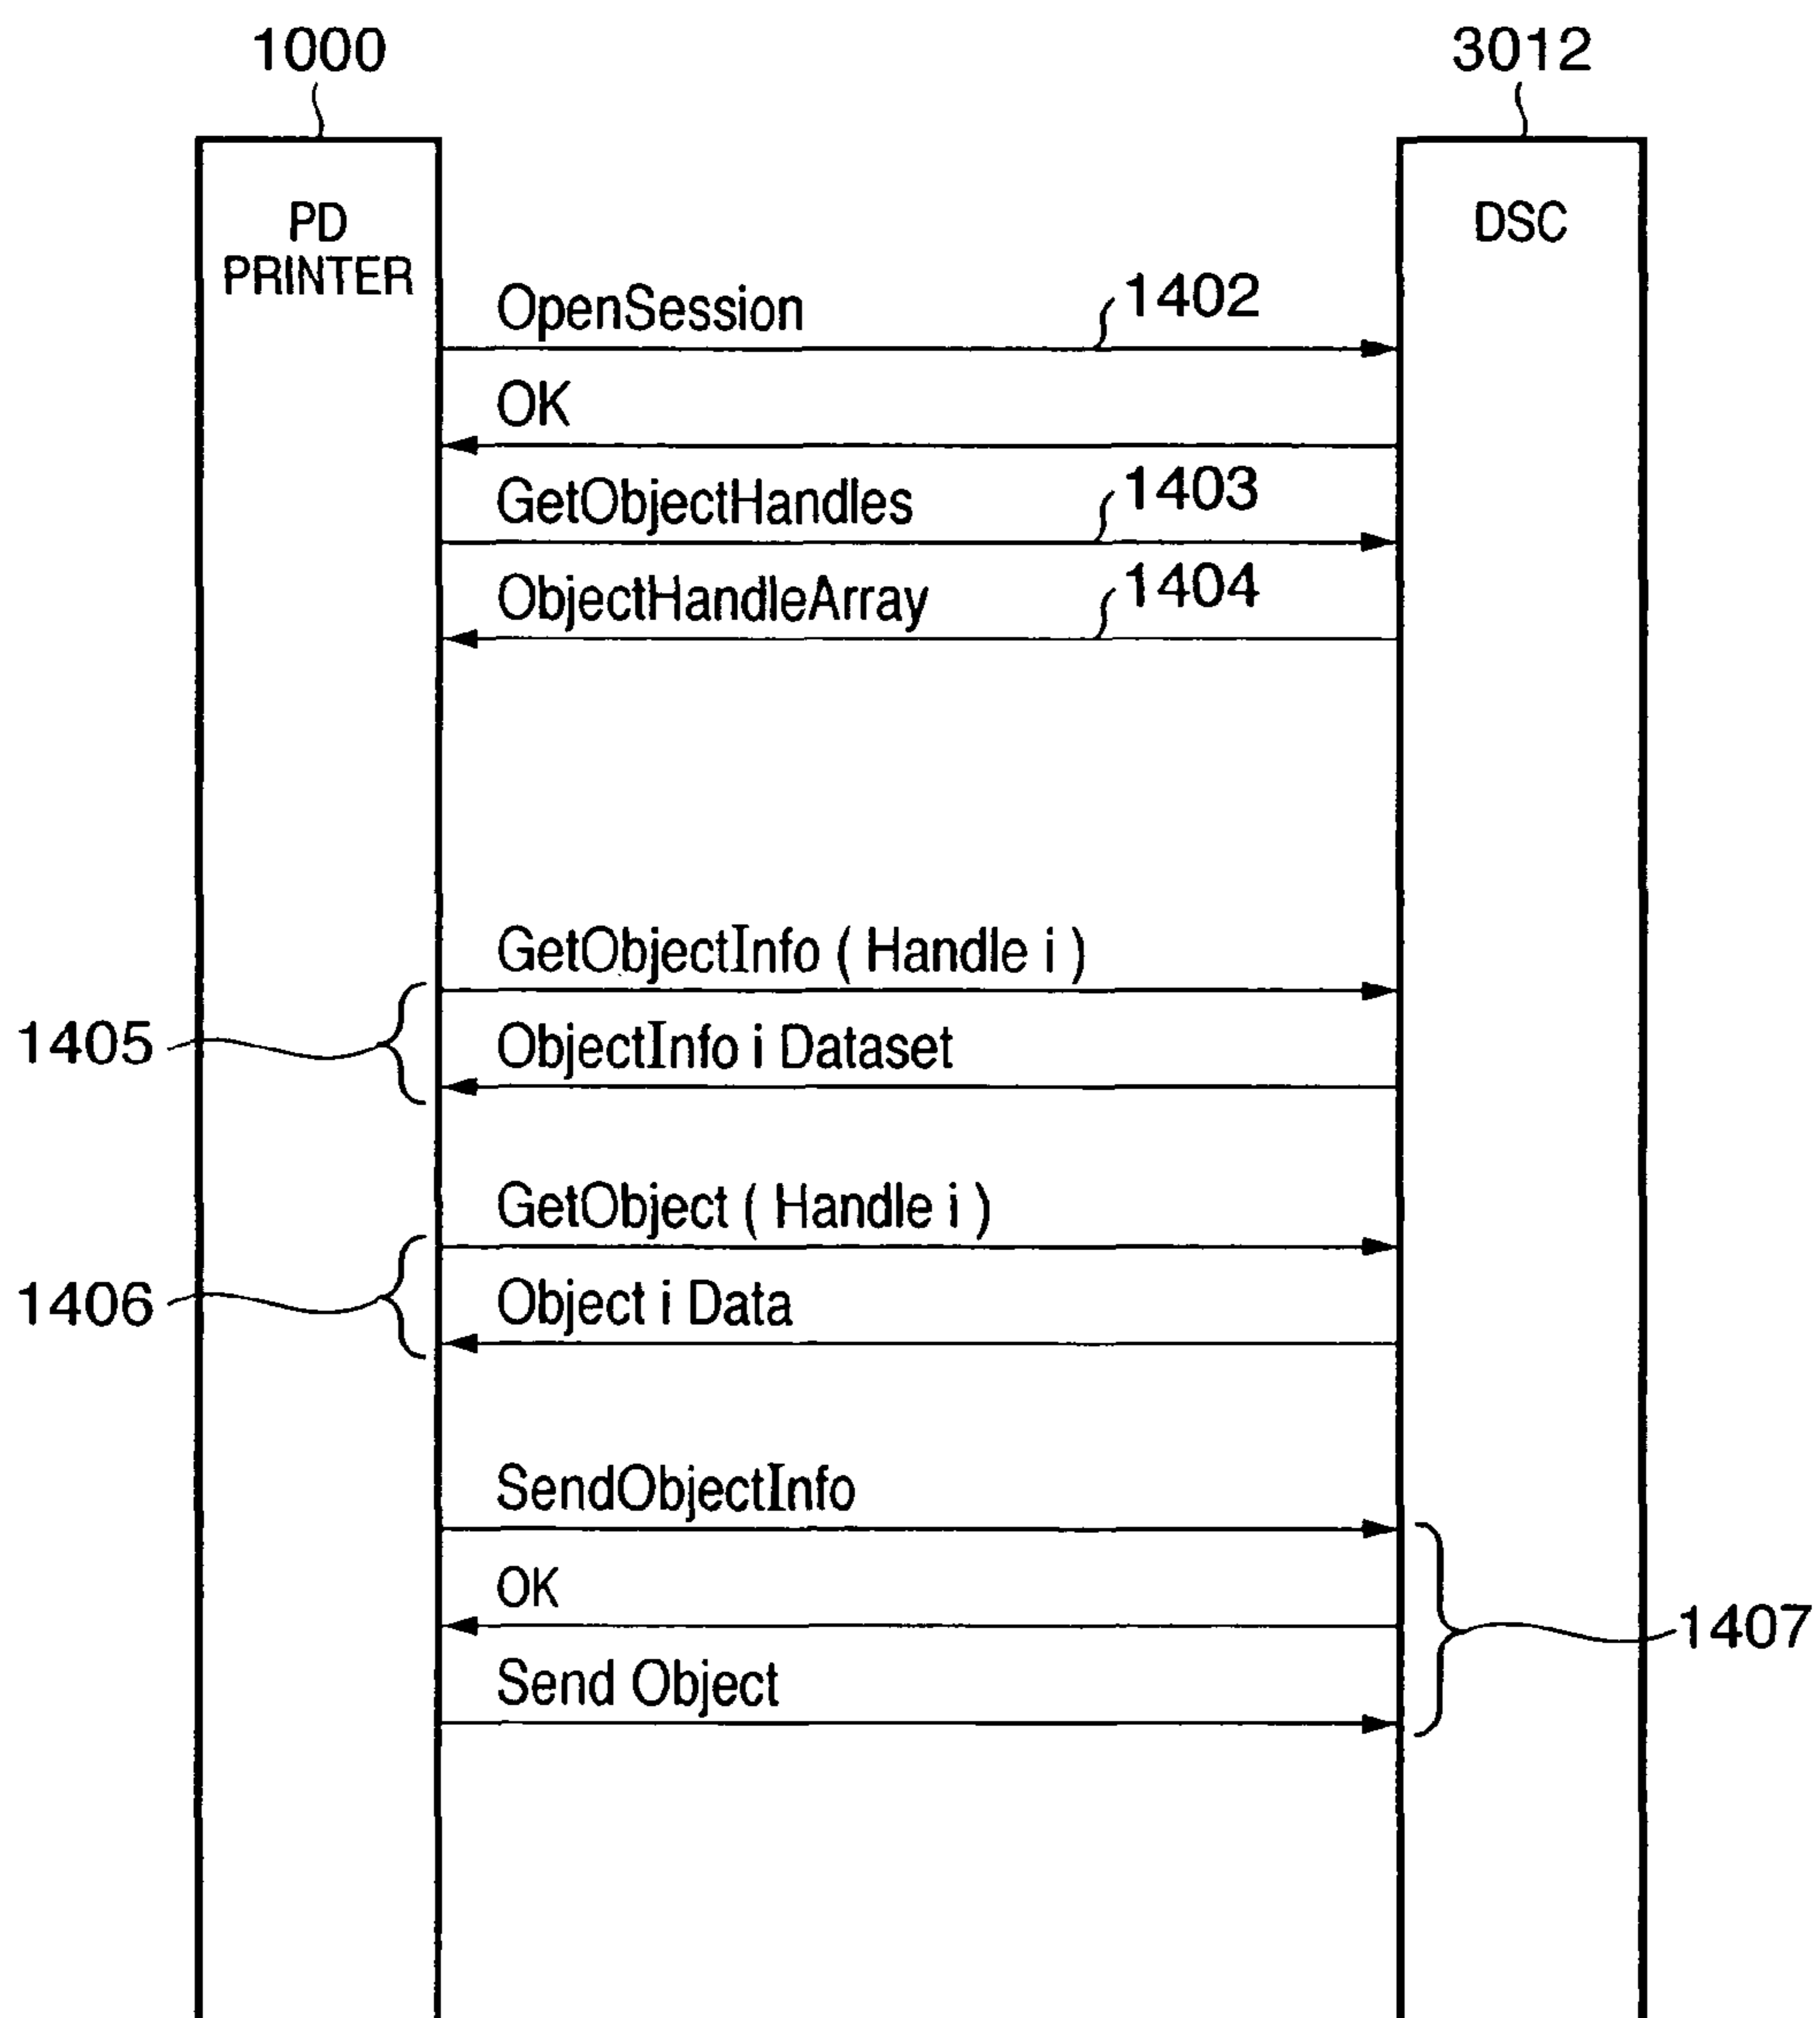 1000
3012
PD
PRINTER
DSC
OpenSession
1402
OK
GetObjectHandles
1403
ObjectHandleArray
1404
GetObjectInfo ( Handle i )
1405
ObjectInfo i Dataset
GetObject ( Handle i )
1406
Object i Data
SendObjectInfo
OK
1407
Send Object